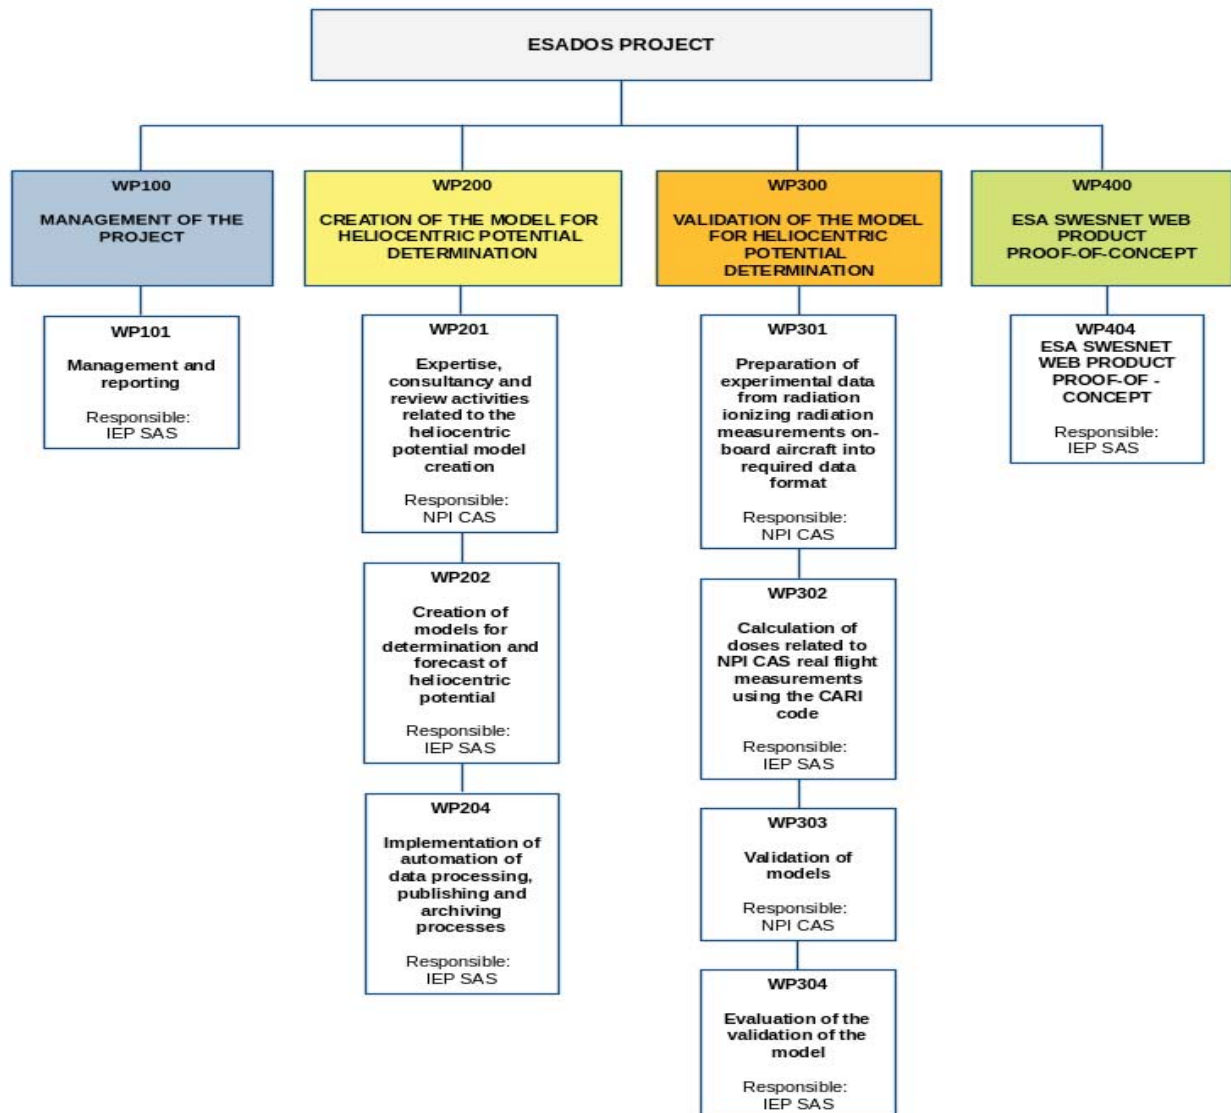 ESADOS PROJECT
WP100
MANAGEMENT OF THE
PROJECT
WP200
CREATION OF THE MODEL FOR
HELIOCENTRIC POTENTIAL
DETERMINATION
WP300
VALIDATION OF THE MODEL
FOR HELIOCENTRIC
POTENTIAL
DETERMINATION
WP400
ESA SWESNET WEB
PRODUCT
PROOF-OF-CONCEPT
WP101
Management and
reporting
Responsible:
IEP SAS
WP201
Expertise,
consultancy and
review activities
related to the
heliocentric
potential model
creation
Responsible:
NPI CAS
WP202
Creation of
models for
determination and
forecast of
heliocentric
potential
Responsible:
IEP SAS
WP204
Implementation of
automation of
data processing,
publishing and
archiving
processes
Responsible:
IEP SAS
WP301
Preparation of
experimental data
from radiation
ionizing radiation
measurements on-
board aircraft into
required data
format
Responsible:
NPI CAS
WP302
Calculation of
doses related to
NPI CAS real flight
measurements
using the CARI
code
Responsible:
IEP SAS
WP303
Validation of
models
Responsible:
NPI CAS
WP304
Evaluation of the
validation of the
model
Responsible:
IEP SAS
WP404
ESA SWESNET
WEB PRODUCT
PROOF-OF -
CONCEPT
Responsible:
IEP SAS